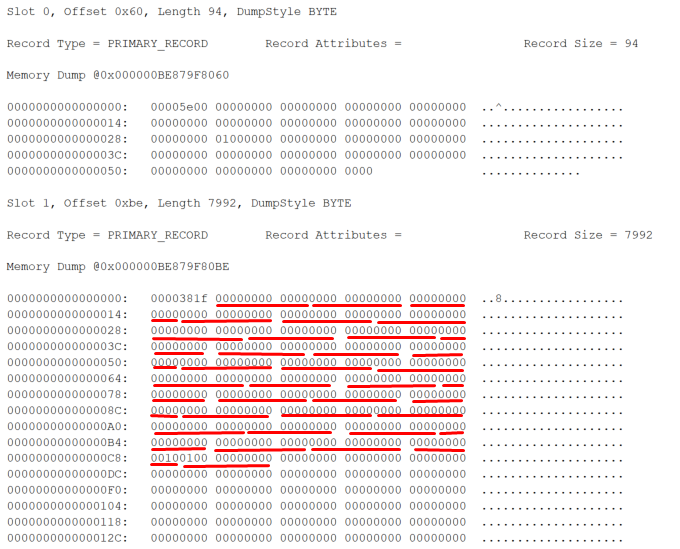 Slot 0, Offset 0x60, Length 94, DumpStyle BYTE
Record Type = PRIMARY_RECORD        Record Attributes =                 Record Size = 94
Memory Dump @0x000000BE879F8060
0000000000000000:   00005e00 00000000 00000000 00000000 00000000  ..^.................
0000000000000014:   00000000 00000000 00000000 00000000 00000000  ....................
0000000000000028:   00000000 01000000 00000000 00000000 00000000  ....................
000000000000003C:   00000000 00000000 00000000 00000000 00000000  ....................
0000000000000050:   00000000 00000000 00000000 0000               ..............
Slot 1, Offset 0xbe, Length 7992, DumpStyle BYTE
Record Type = PRIMARY_RECORD        Record Attributes =                 Record Size = 7992
Memory Dump @0x000000BE879F80BE
0000000000000000:   0000381f 00000000 00000000 00000000 00000000  ..8.................
0000000000000014:   00000000 00000000 00000000 00000000 00000000  ....................
0000000000000028:   00000000 00000000 00000000 00000000 00000000  ....................
000000000000003C:   00000000 00000000 00000000 00000000 00000000  ....................
0000000000000050:   00000000 00000000 00000000 00000000 00000000  ....................
0000000000000064:   00000000 00000000 00000000 00000000 00000000  ....................
0000000000000078:   00000000 00000000 00000000 00000000 00000000  ....................
000000000000008C:   00000000 00000000 00000000 00000000 00000000  ....................
00000000000000A0:   00000000 00000000 00000000 00000000 00000000  ....................
00000000000000B4:   00000000 00000000 00000000 00000000 00000000  ....................
00000000000000C8:   00100100 00000000 00000000 00000000 00000000  ....................
00000000000000DC:   00000000 00000000 00000000 00000000 00000000  ....................
00000000000000F0:   00000000 00000000 00000000 00000000 00000000  ....................
0000000000000104:   00000000 00000000 00000000 00000000 00000000  ....................
0000000000000118:   00000000 00000000 00000000 00000000 00000000  ....................
000000000000012C:   00000000 00000000 00000000 00000000 00000000  ....................